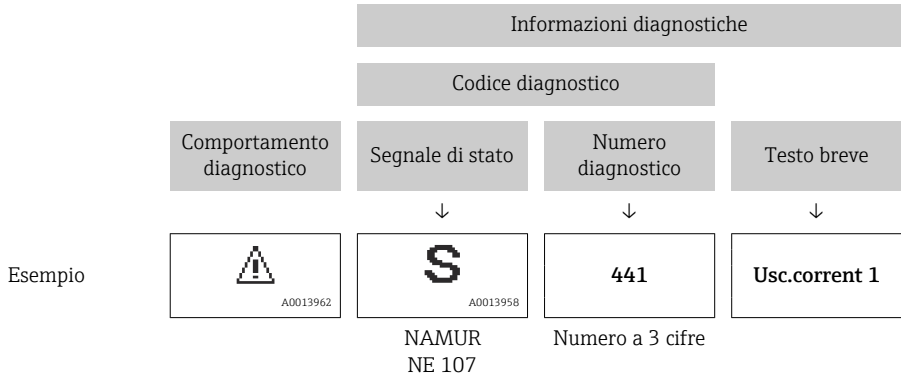 Informazioni diagnostiche
Codice diagnostico
Comportamento
diagnostico
Segnale di stato
Numero
diagnostico
Testo breve
↓ ↓ ↓
Esempio
A0013962
S
A0013958
441
Usc.corrent 1
NAMUR
NE 107
Numero a 3 cifre